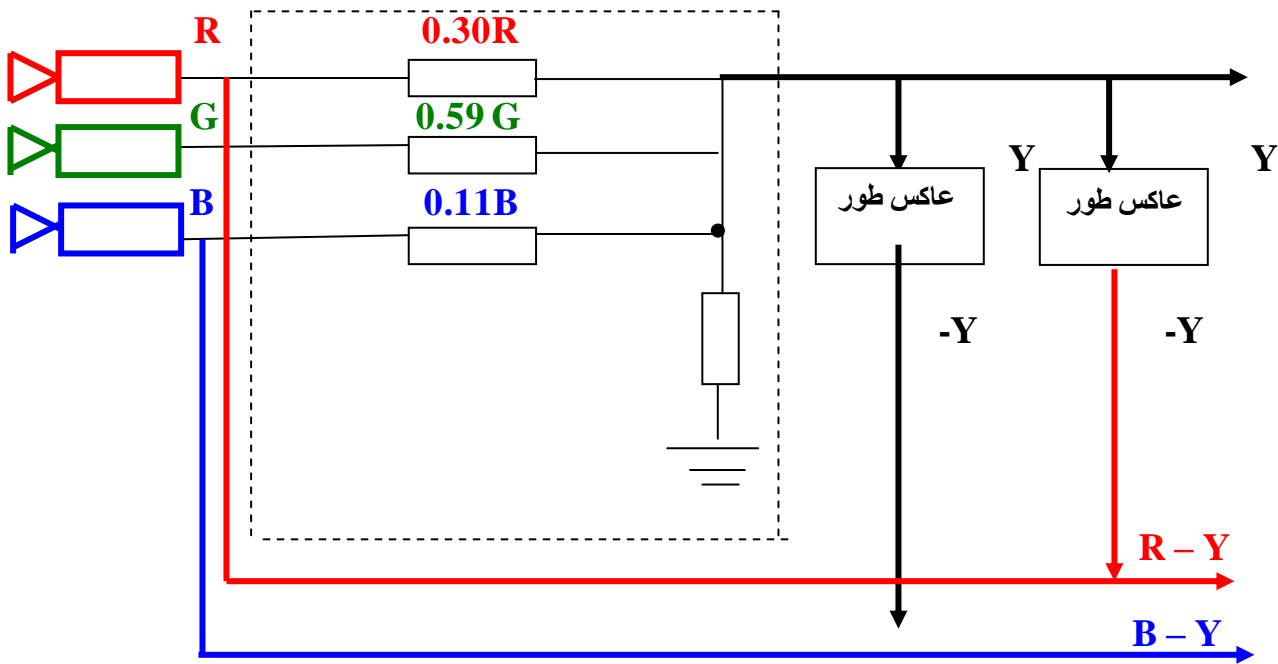 R
0.30R
G
0.59 G
B
0.11B
Y
Y
عاكس طور
عاكس طور
-Y
-Y
R – Y
B – Y